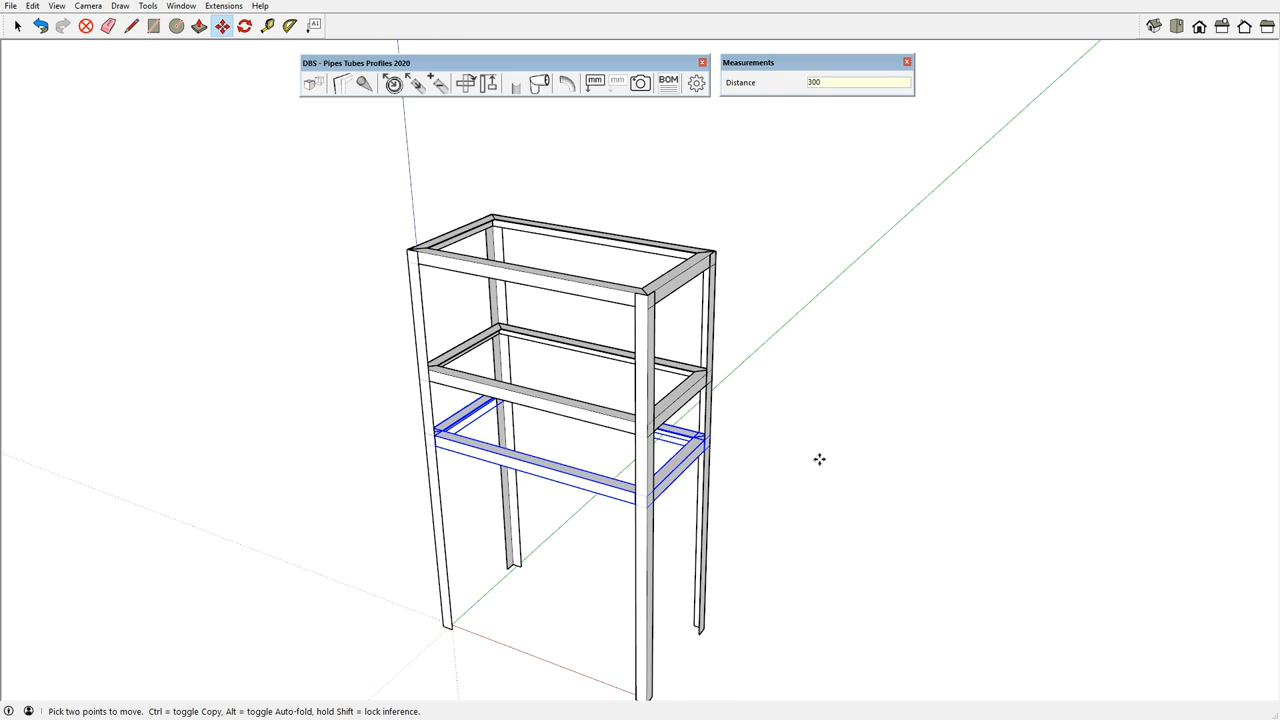 File Edit View Camera Draw Tools Window Extensions Help
A1
DBS - Pipes Tubes Profiles 2020
mm mm BOM
Measurements
Distance 300
Pick two points to move. Ctrl = toggle Copy, Alt = toggle Auto-fold, hold Shift = lock inference.